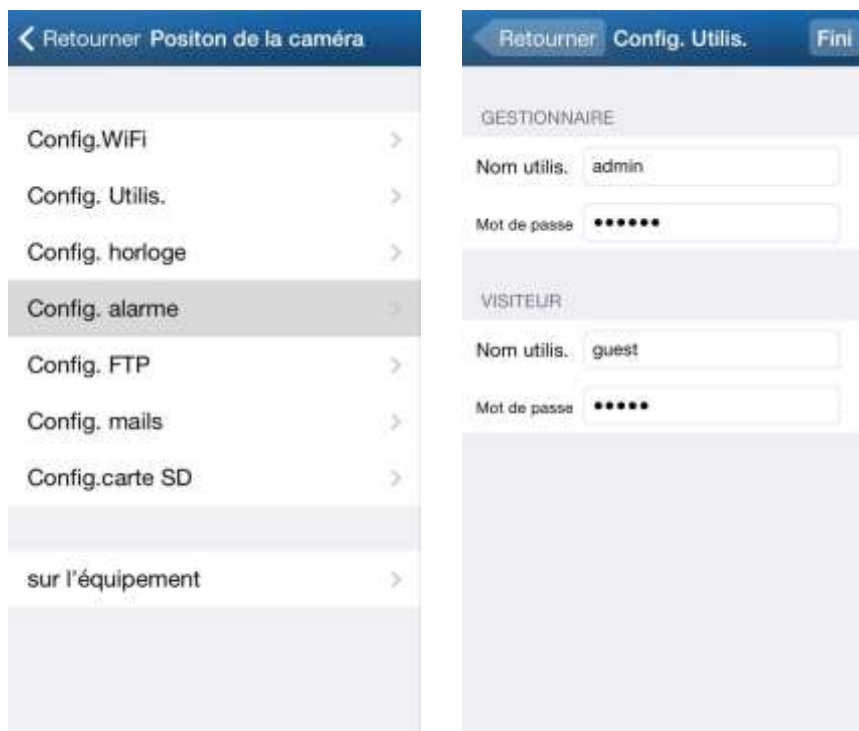 Retourner Positon de la caméra
Config.WiFi
Config. Utilis.
Config. horloge
Config. alarme
Config. FTP
Config. mails
Config.carte SD
sur l'équipement
Retourner Config. Utilis. Fini
GESTIONNAIRE
Nom utilis. admin
Mot de passe ••••••
VISITEUR
Nom utilis. guest
Mot de passe •••••